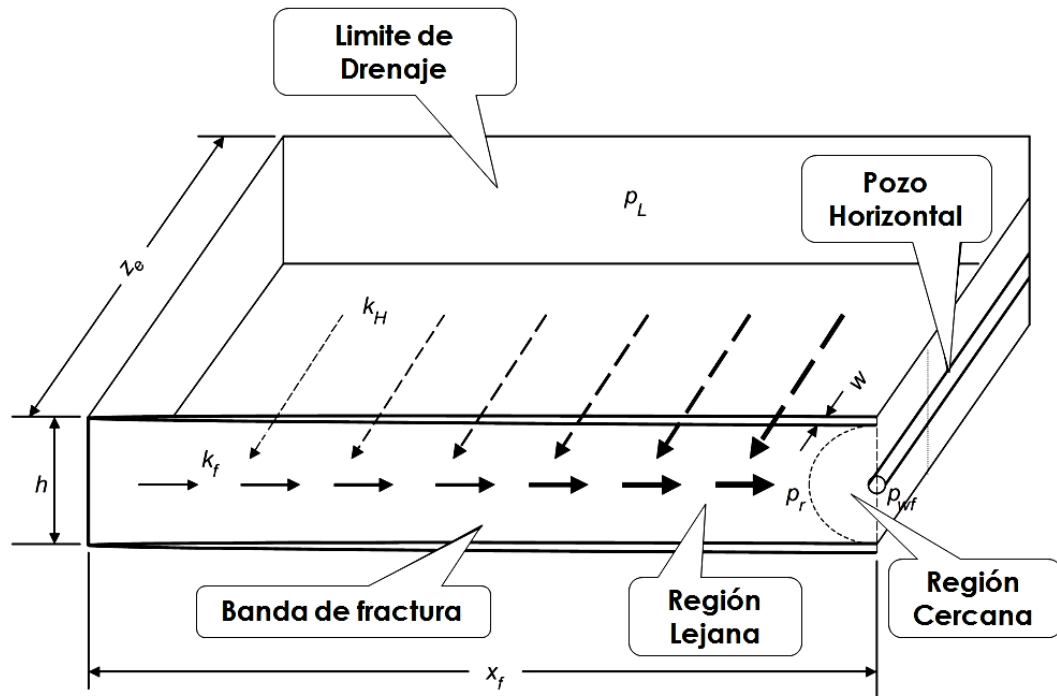 Limite de
Drenaje
Pozo
Horizontal
p_L
z_e
k_H
w
h
k_f
p_r
p_wf
Banda de fractura
Región
Lejana
Región
Cercana
x_f